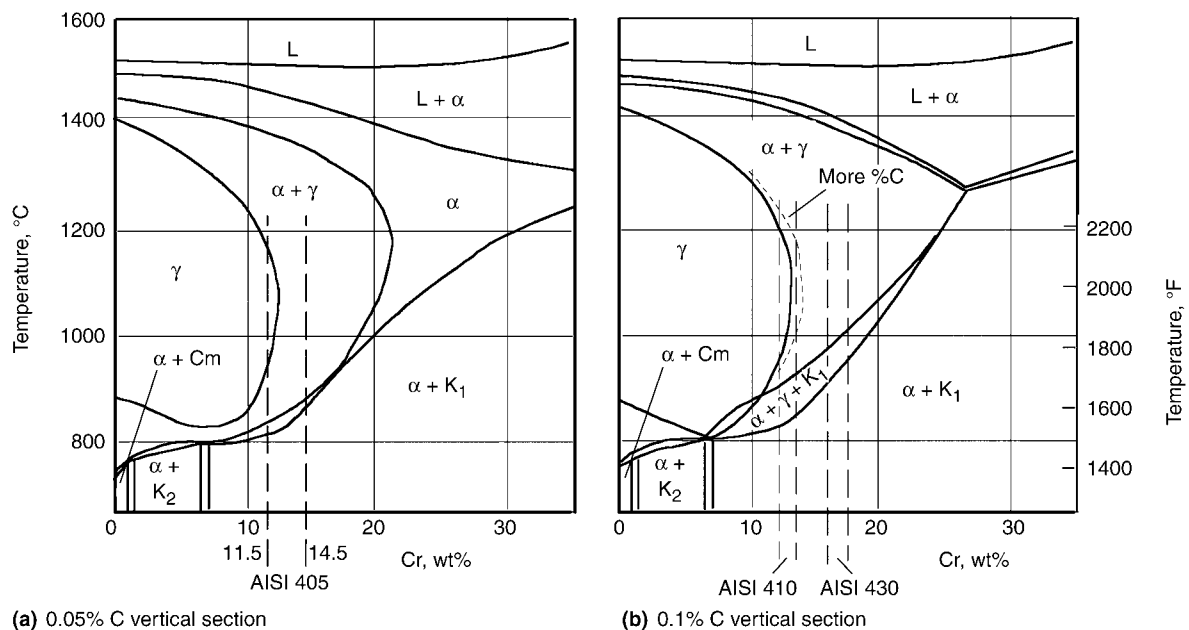 1600
1400
1200
1000
800
Temperature, °C
L
L + α
α + γ
α
γ
α + Cm
α + K1
α +
K2
0
10
20
30
11.5
14.5
Cr, wt%
AISI 405
(a) 0.05% C vertical section
L
L + α
α + γ
More %C
γ
α + γ + K1
α + K1
α + Cm
α +
K2
2200
2000
1800
1600
1400
Temperature, °F
0
10
20
30
Cr, wt%
AISI 410
AISI 430
(b) 0.1% C vertical section